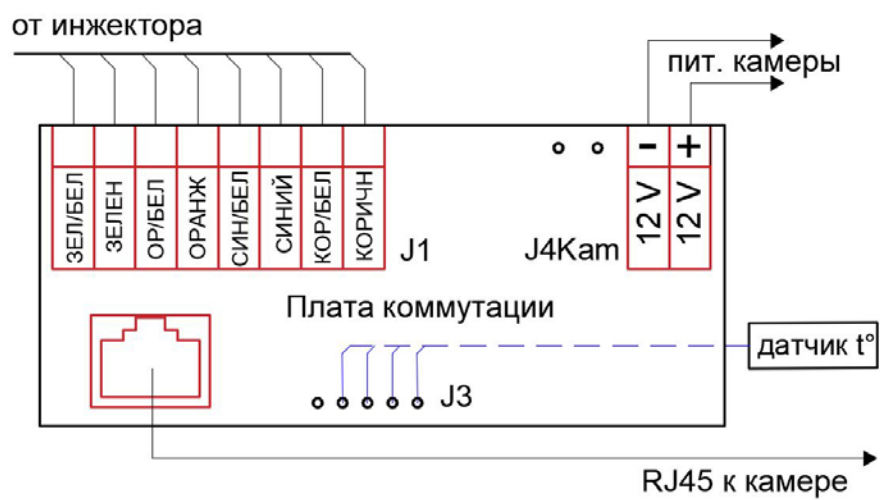 от инжектора
пит. камеры
ЗЕЛ/БЕЛ
ЗЕЛЕН
ОР/БЕЛ
ОРАНЖ
СИН/БЕЛ
СИНИЙ
КОР/БЕЛ
КОРИЧН
J1
J4Kam
- +
12 V
12 V
Плата коммутации
датчик t°
J3
RJ45 к камере